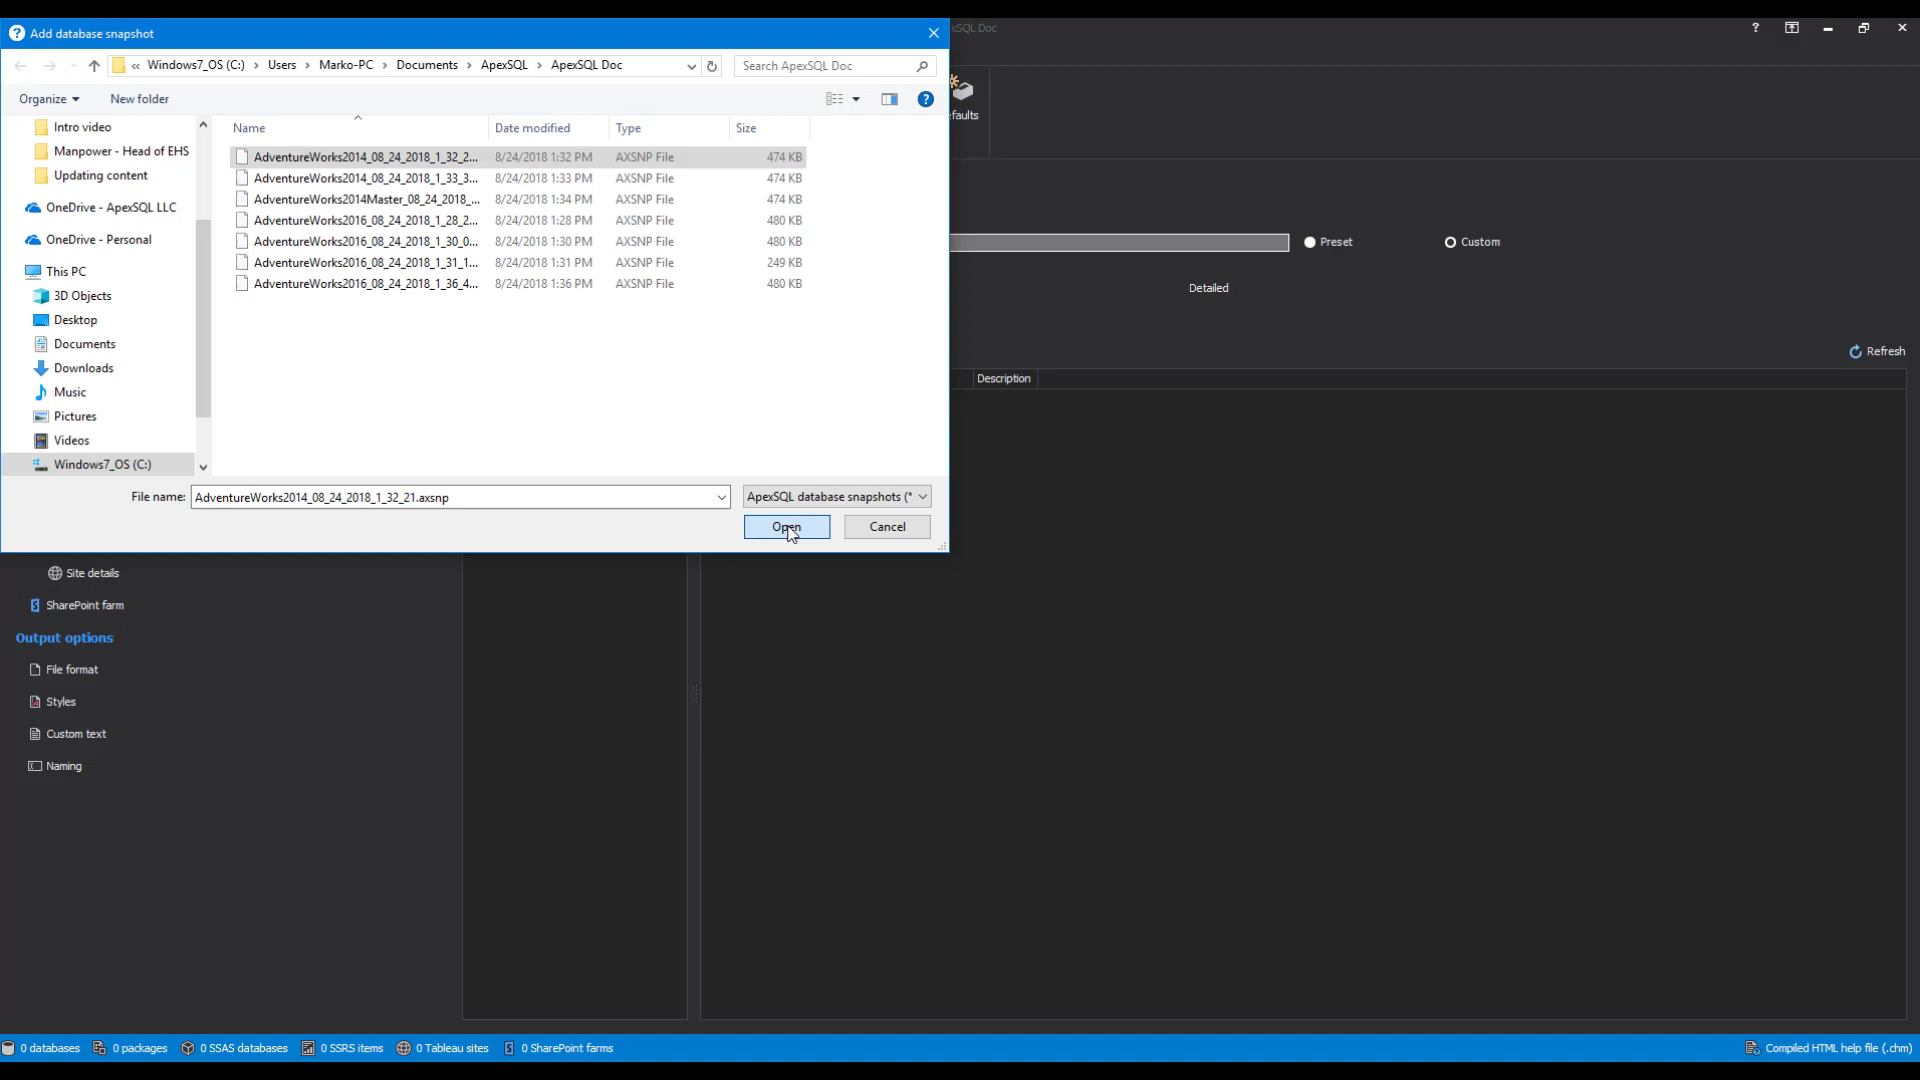 Add database snapshot
xSQL Doc
« Windows7_OS (C:) > Users > Marko-PC > Documents > ApexSQL > ApexSQL Doc
Search ApexSQL Doc
Organize
New folder
faults
Intro video
Manpower - Head of EHS
Updating content
OneDrive - ApexSQL LLC
OneDrive - Personal
This PC
3D Objects
Desktop
Documents
Downloads
Music
Pictures
Videos
Windows7_OS (C:)
Name Date modified Type Size
AdventureWorks2014_08_24_2018_1_32_2... 8/24/2018 1:32 PM AXSNP File 474 KB
AdventureWorks2014_08_24_2018_1_33_3... 8/24/2018 1:33 PM AXSNP File 474 KB
AdventureWorks2014Master_08_24_2018_... 8/24/2018 1:34 PM AXSNP File 474 KB
AdventureWorks2016_08_24_2018_1_28_2... 8/24/2018 1:28 PM AXSNP File 480 KB
AdventureWorks2016_08_24_2018_1_30_0... 8/24/2018 1:30 PM AXSNP File 480 KB
AdventureWorks2016_08_24_2018_1_31_1... 8/24/2018 1:31 PM AXSNP File 249 KB
AdventureWorks2016_08_24_2018_1_36_4... 8/24/2018 1:36 PM AXSNP File 480 KB
Preset
Custom
Detailed
Refresh
Description
File name: AdventureWorks2014_08_24_2018_1_32_21.axsnp
ApexSQL database snapshots (*
Open
Cancel
Site details
SharePoint farm
Output options
File format
Styles
Custom text
Naming
0 databases 0 packages 0 SSAS databases 0 SSRS items 0 Tableau sites 0 SharePoint farms
Compiled HTML help file (.chm)